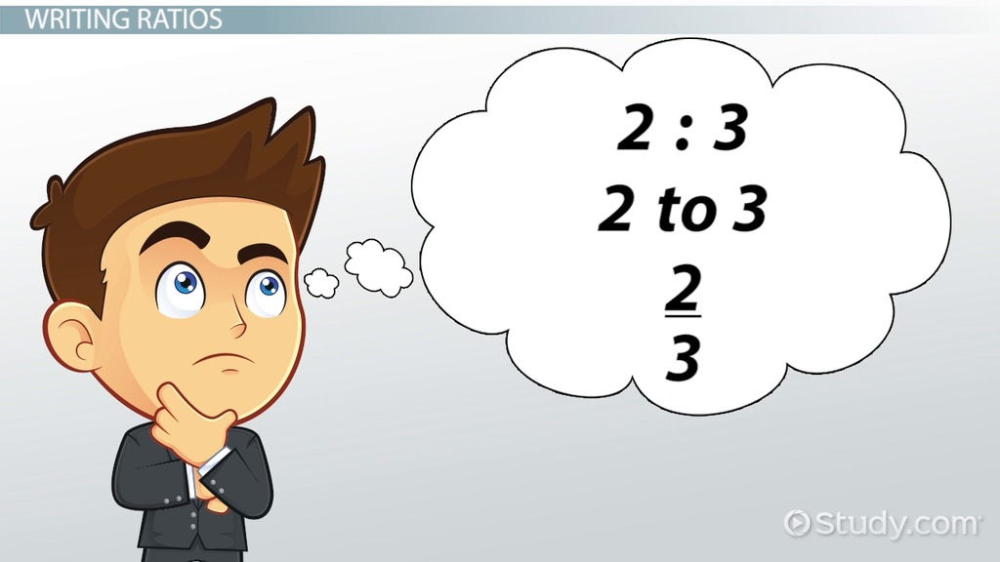 WRITING RATIOS
2 : 3
2 to 3
2
3
Study.com